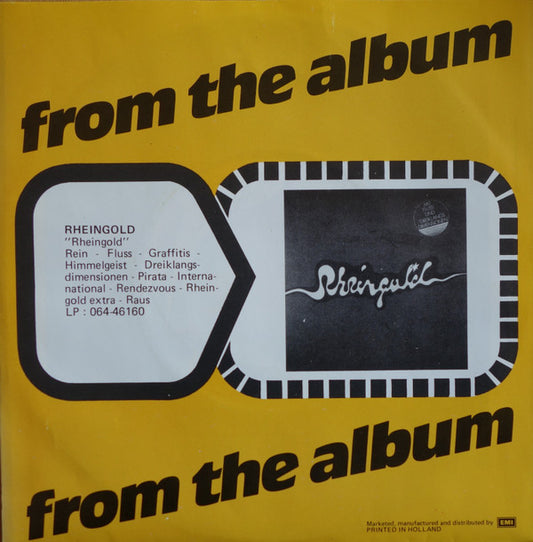 from the album
RHEINGOLD
"Rheingold"
Rein - Fluss - Graffitis -
Himmelgeist - Dreiklangs-
dimensionen - Pirata - Interna-
national - Rendezvous - Rhein-
gold extra - Raus
LP : 064-46160
Rheingold
from the album
Marketed, manufactured and distributed by EMI
PRINTED IN HOLLAND